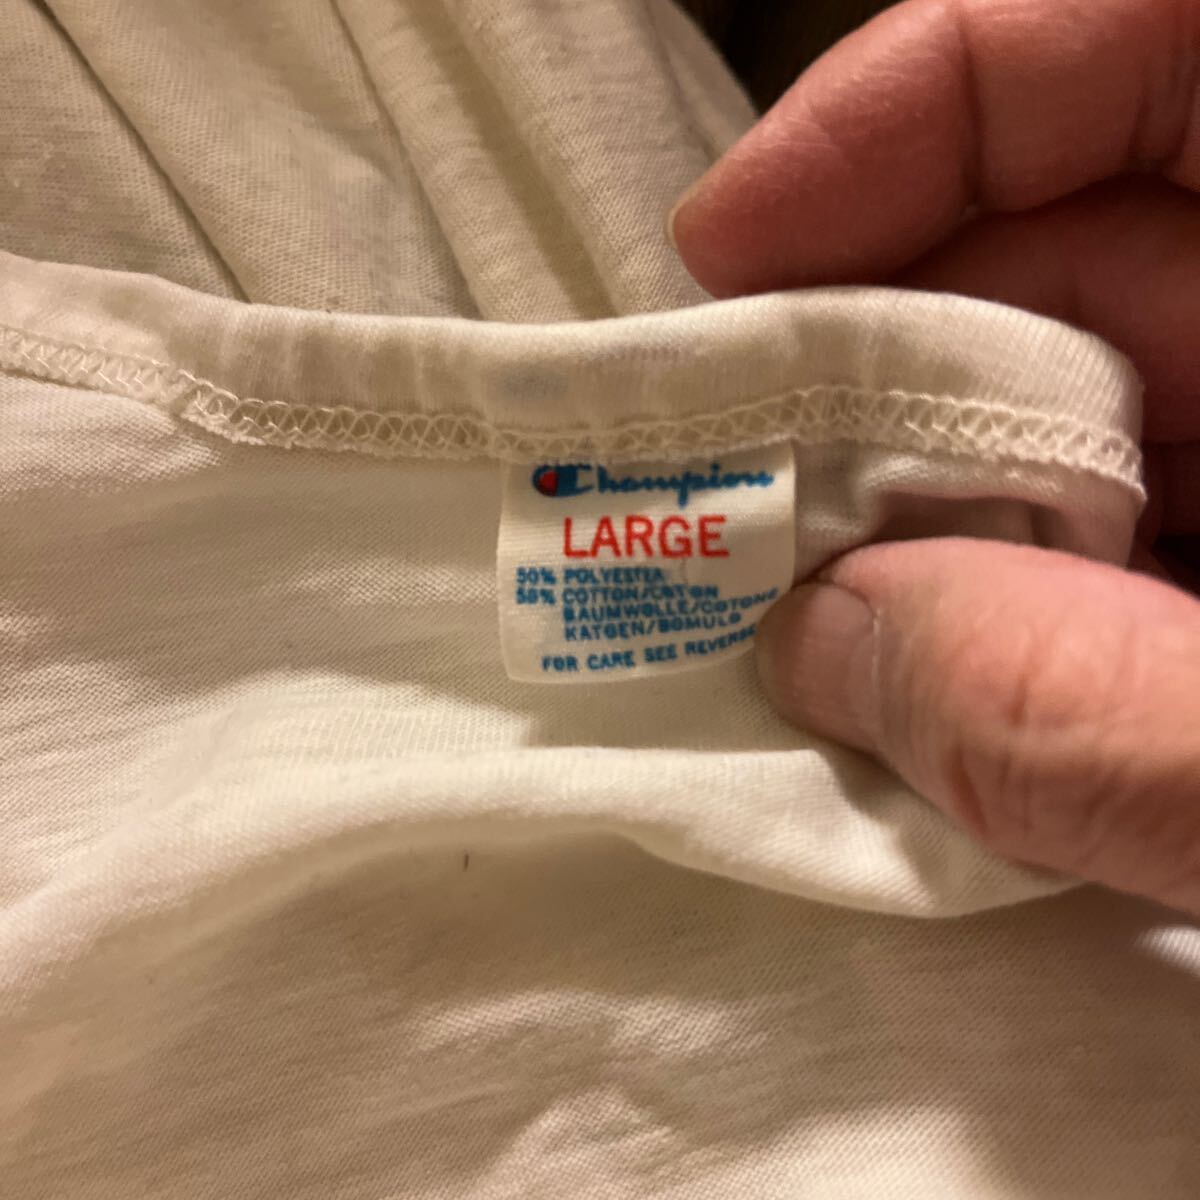 Champion
LARGE
50% POLYESTER
50% COTTON/COTON
BAUMWOLLE/COTONE
KATOEN/BOMULD
FOR CARE SEE REVERSE